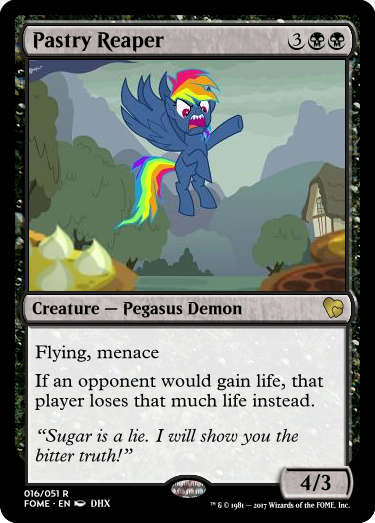 Pastry Reaper 3
Creature — Pegasus Demon
Flying, menace
If an opponent would gain life, that
player loses that much life instead.
“Sugar is a lie. I will show you the
bitter truth!”
4/3
016/051 R
FOME • EN DHX
™ & © 1981 — 2017 Wizards of the FOME, Inc.